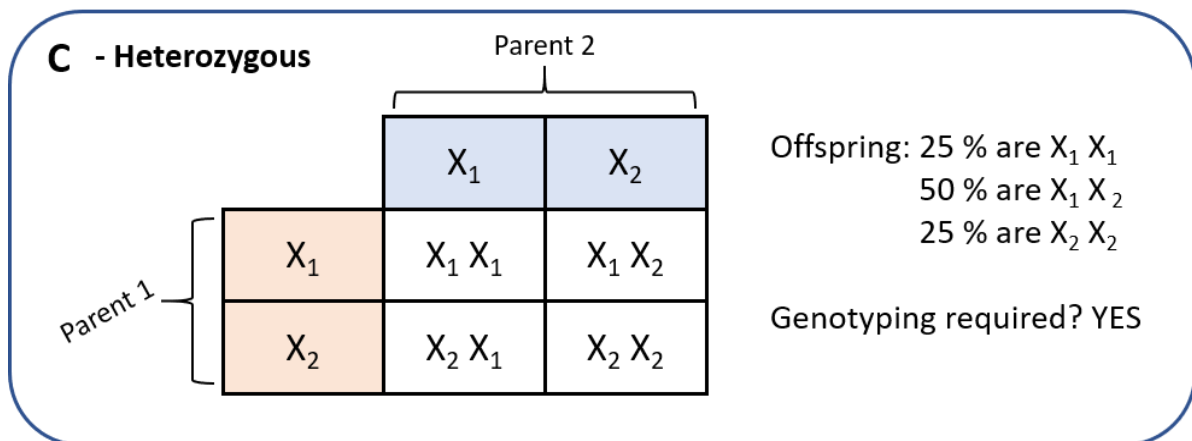 C - Heterozygous
Parent 2
X₁ X₂
Parent 1
X₁ X₁ X₁ X₁ X₂
X₂ X₂ X₁ X₂ X₂
Offspring: 25 % are X₁ X₁
50 % are X₁ X ₂
25 % are X₂ X₂
Genotyping required? YES